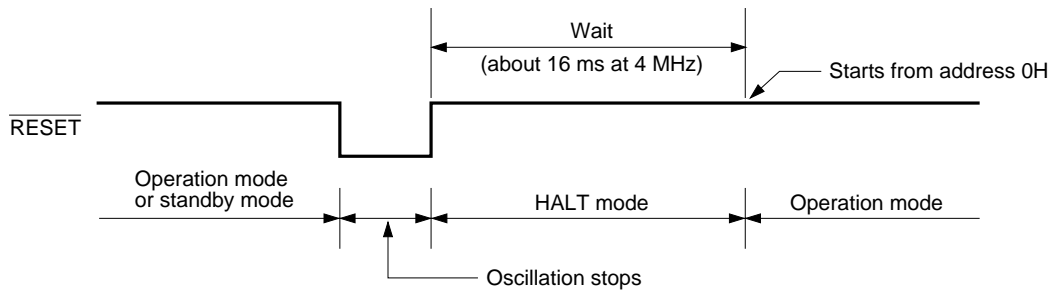 Wait
(about 16 ms at 4 MHz)
Starts from address 0H
RESET
Operation mode
or standby mode
HALT mode
Operation mode
Oscillation stops